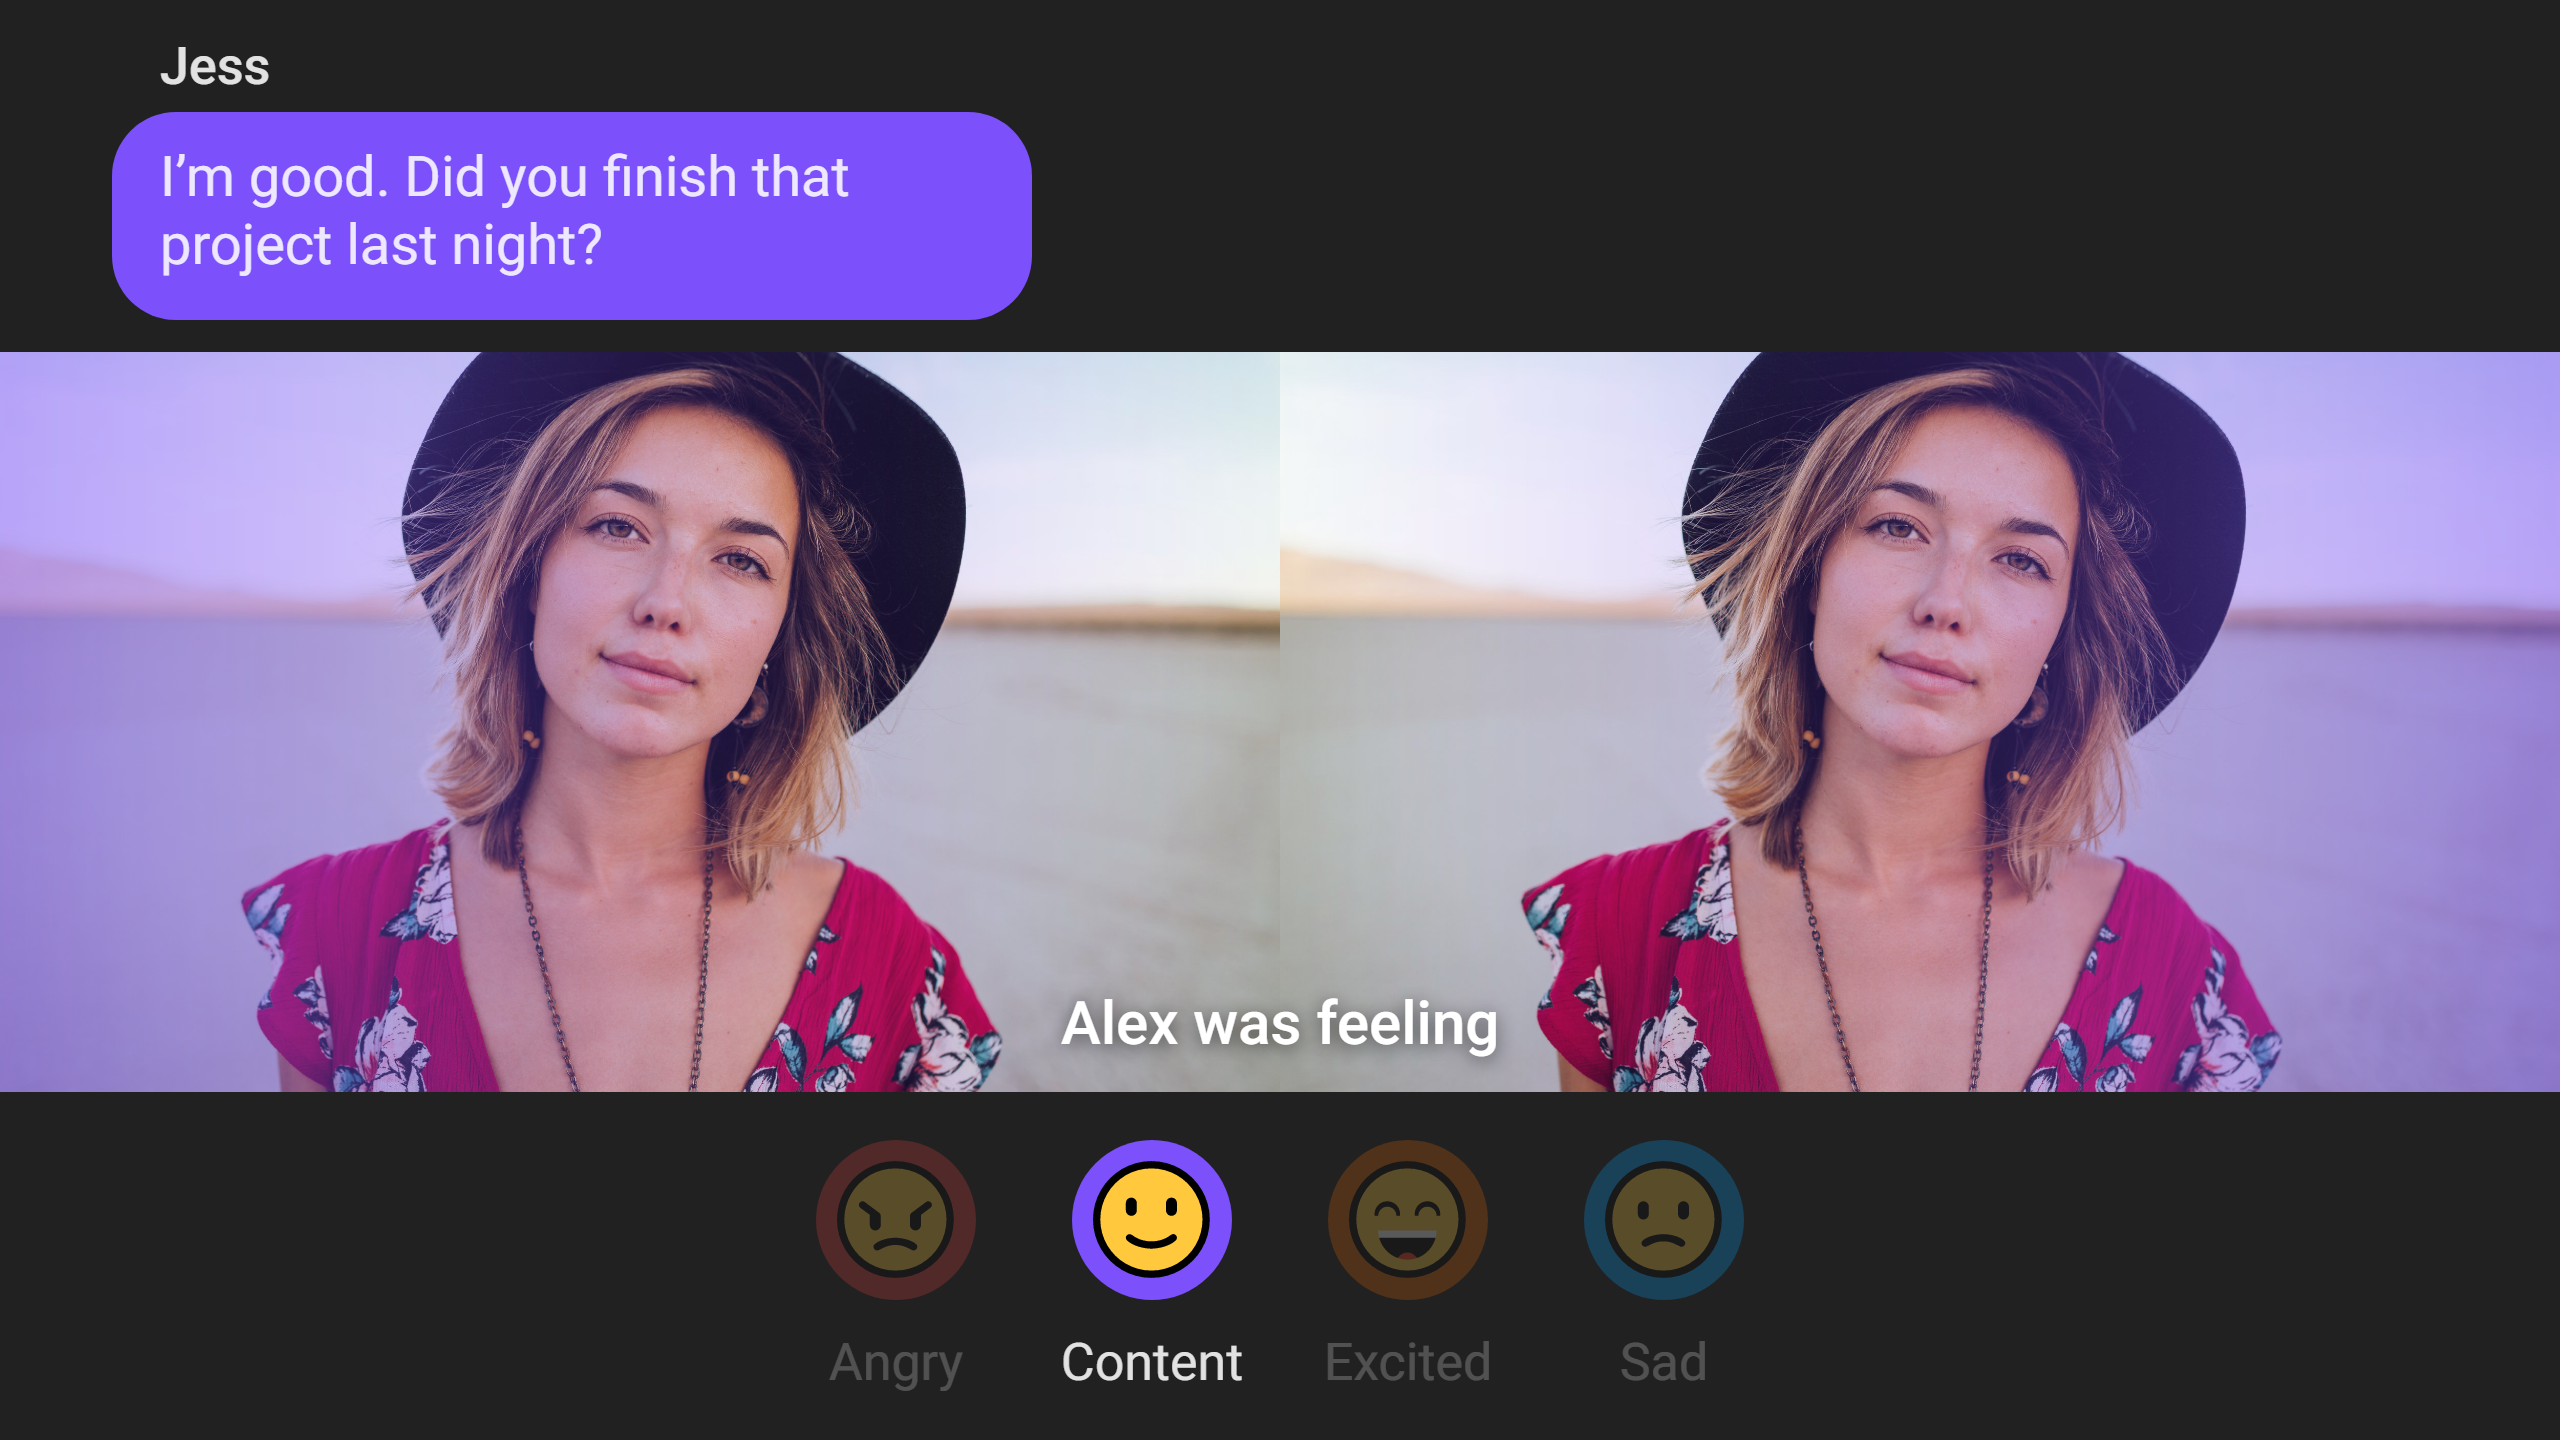 Jess
I’m good. Did you finish that
project last night?
Alex was feeling
Angry
Content
Excited
Sad